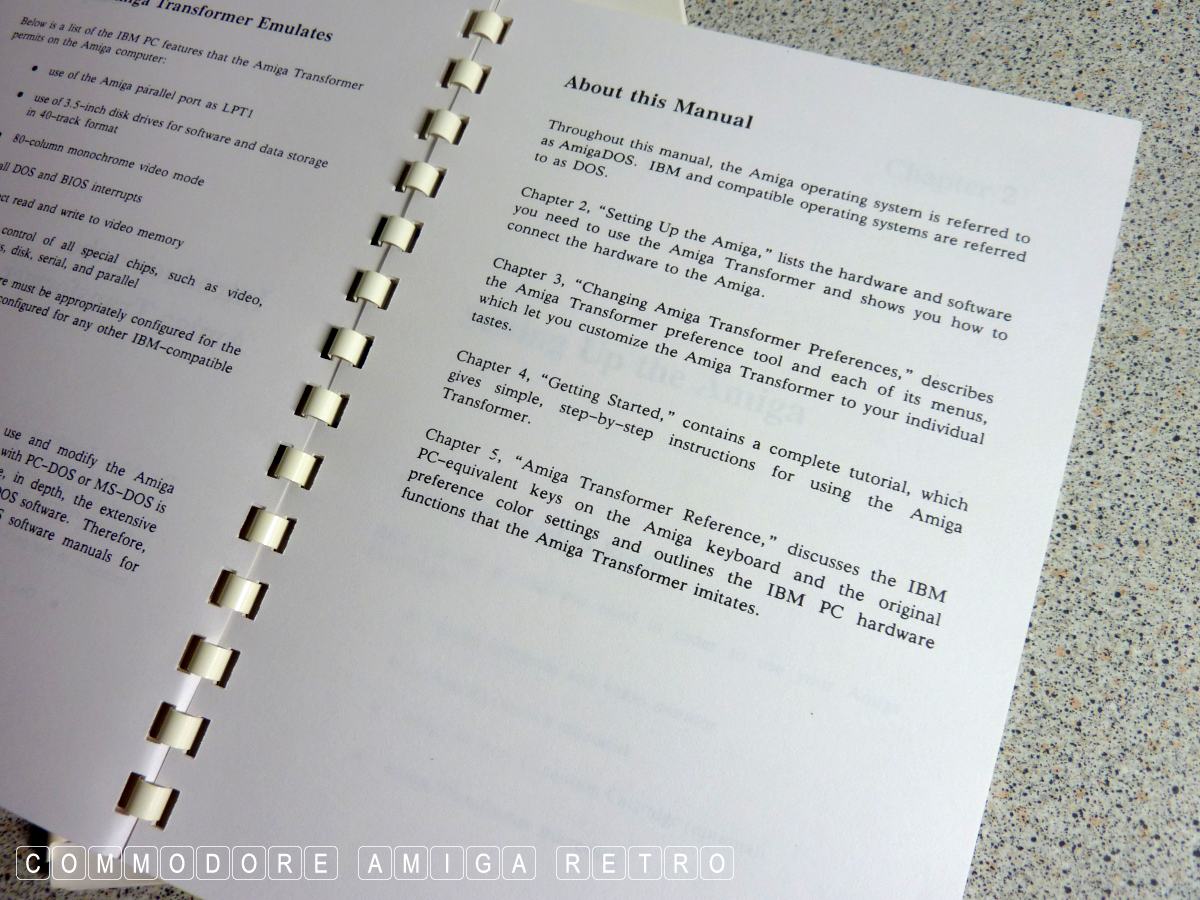 Transformer Emulates
Below is a list of the IBM PC features that the Amiga Transformer
permits on the Amiga computer:
• use of the Amiga parallel port as LPT1
• use of 3.5-inch disk drives for software and data storage
in 40-track format
80-column monochrome video mode
all DOS and BIOS interrupts
read and write to video memory
control of all special chips, such as video,
disk, serial, and parallel
must be appropriately configured for the
configured for any other IBM-compatible
use and modify the Amiga
with PC-DOS or MS-DOS is
in depth, the extensive
software. Therefore,
software manuals for
About this Manual
Throughout this manual, the Amiga operating system is referred to
as AmigaDOS. IBM and compatible operating systems are referred
to as DOS.
Chapter 2, “Setting Up the Amiga,” lists the hardware and software
you need to use the Amiga Transformer and shows you how to
connect the hardware to the Amiga.
Chapter 3, “Changing Amiga Transformer Preferences,” describes
the Amiga Transformer preference tool and each of its menus,
which let you customize the Amiga Transformer to your individual
tastes.
Chapter 4, “Getting Started,” contains a complete tutorial, which
gives simple, step-by-step instructions for using the Amiga
Transformer.
Chapter 5, “Amiga Transformer Reference,” discusses the IBM
PC-equivalent keys on the Amiga keyboard and the original
preference color settings and outlines the IBM PC hardware
functions that the Amiga Transformer imitates.
COMMODORE AMIGA RETRO